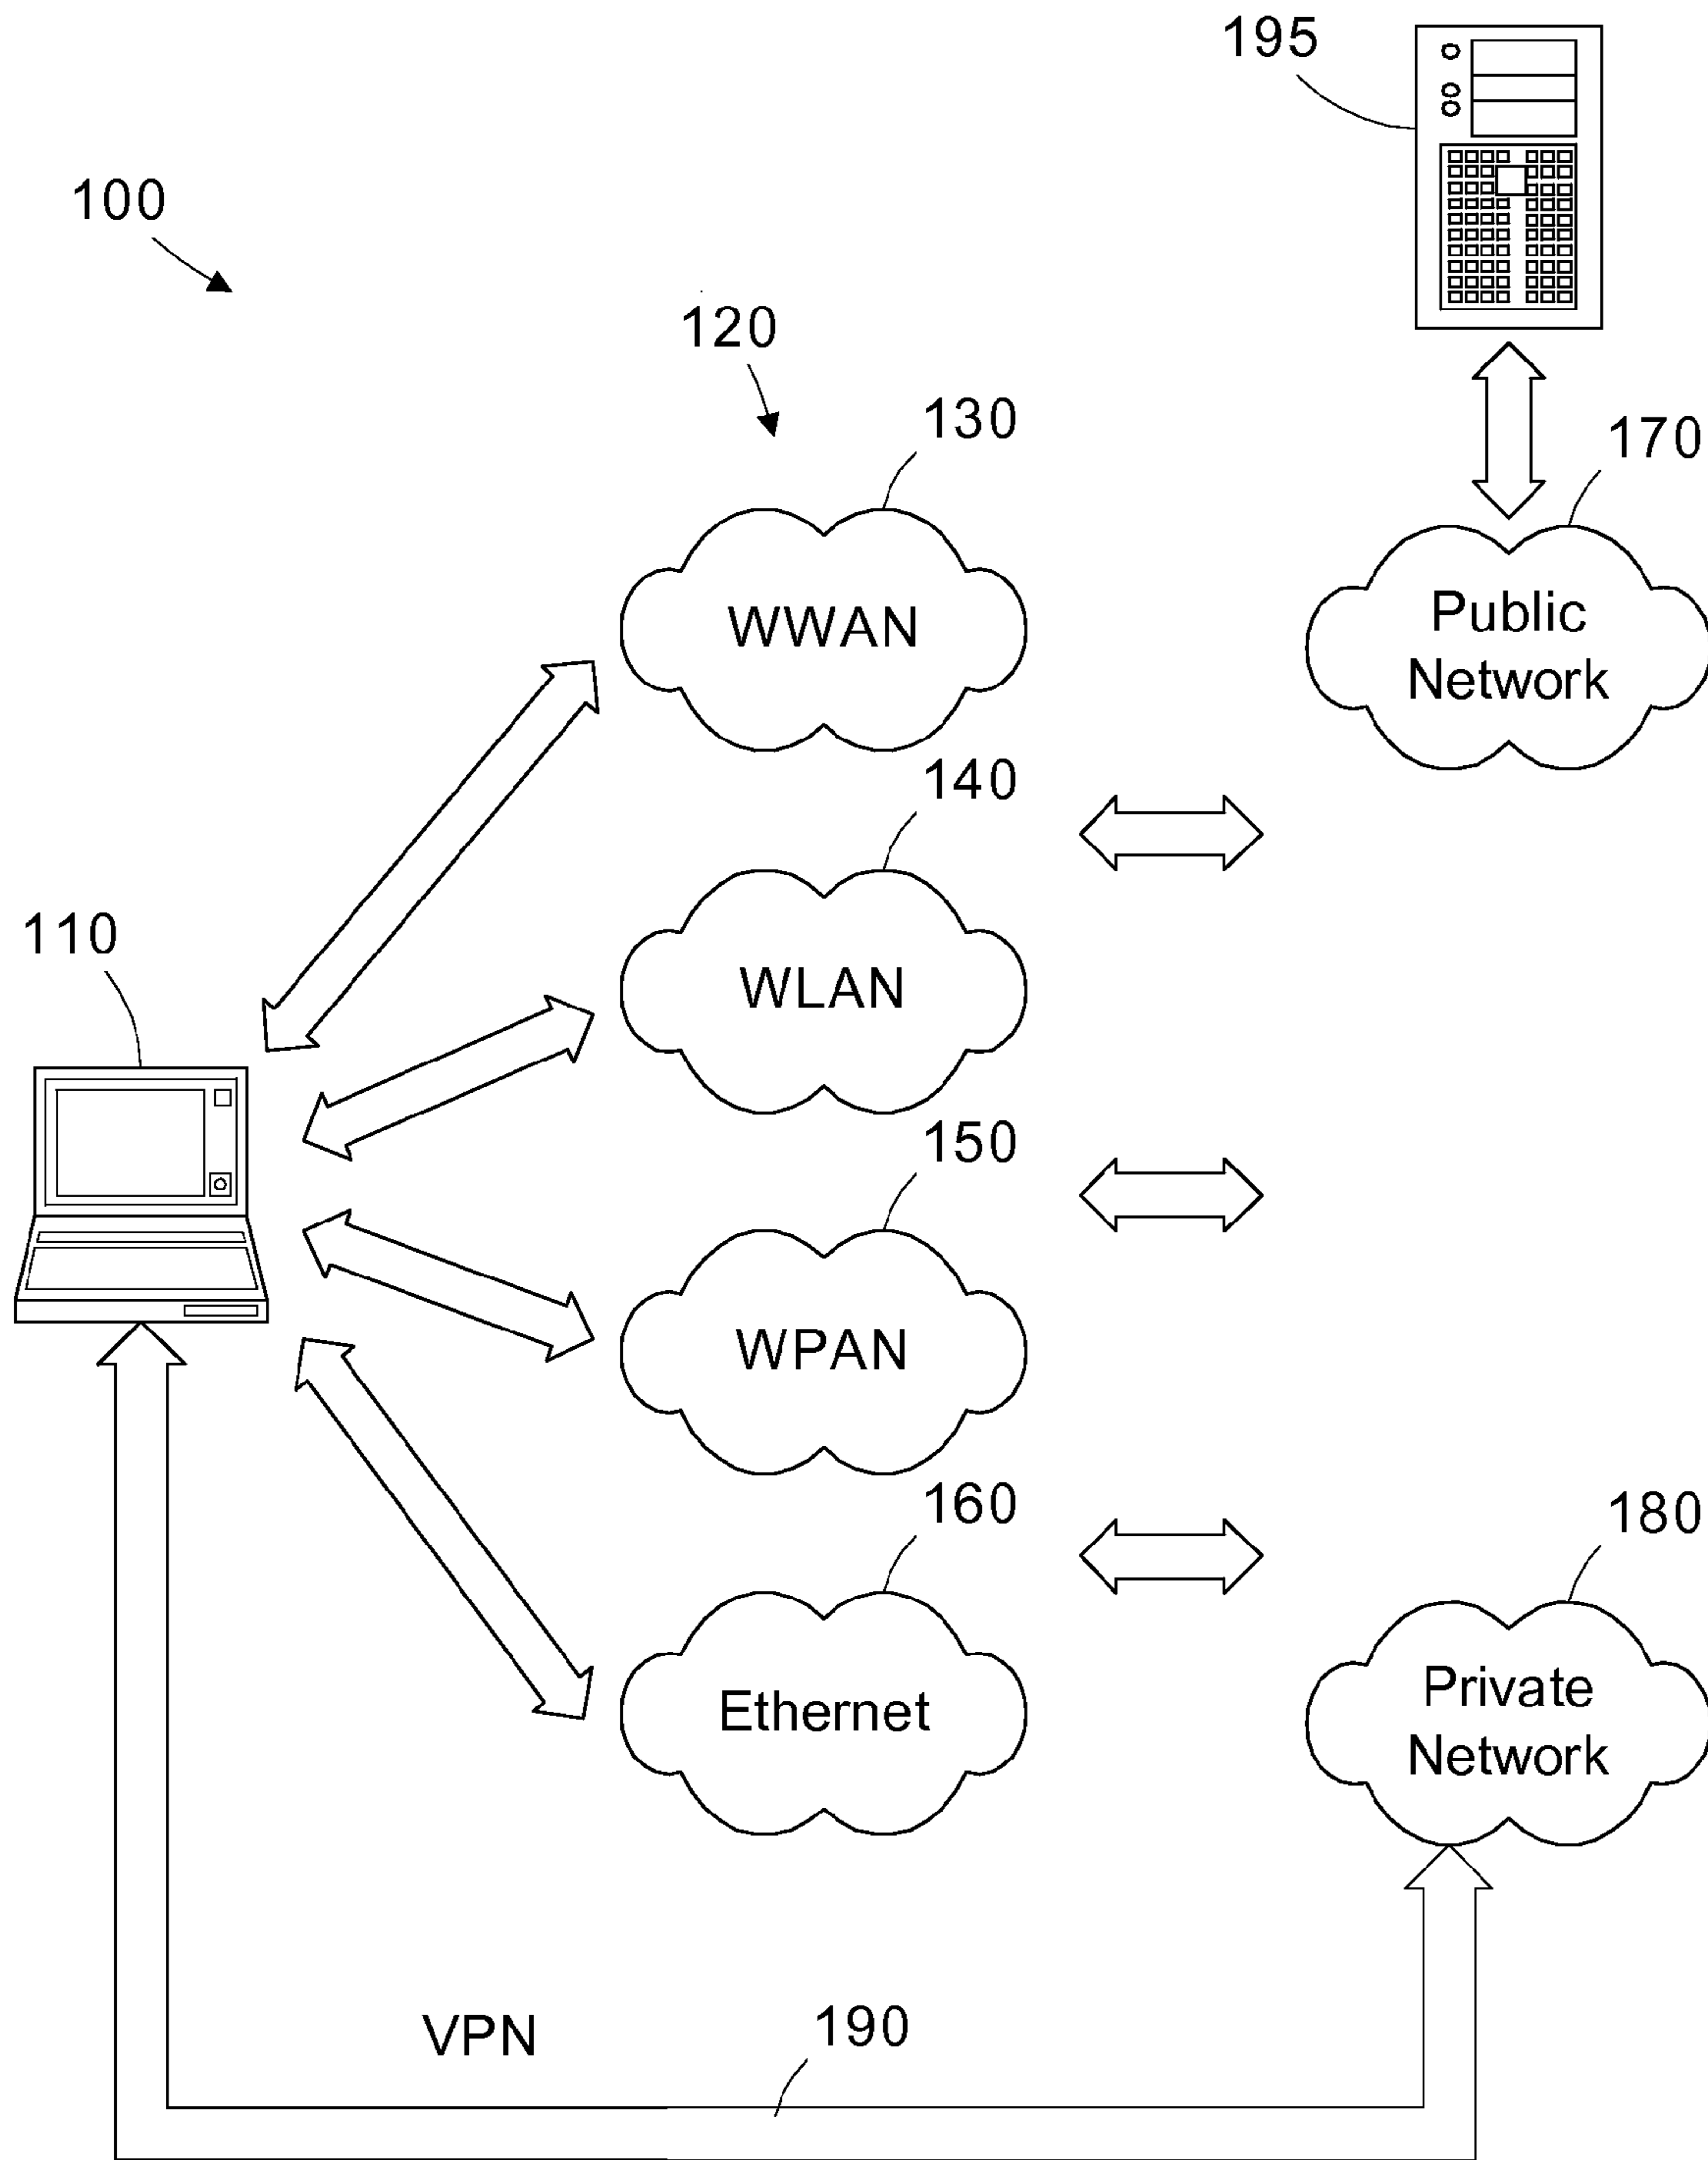 195
100
120
130
170
WWAN
Public
Network
140
110
WLAN
150
WPAN
160
180
Ethernet
Private
Network
VPN
190